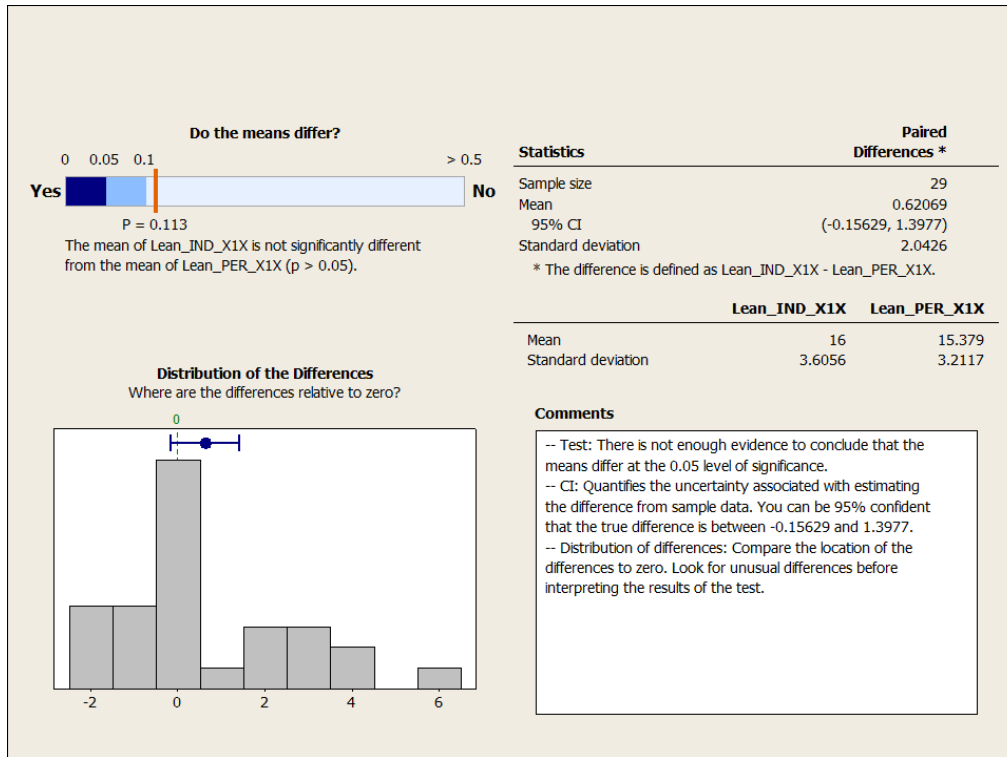 Do the means differ?
0 0.05 0.1 > 0.5
Yes No
P = 0.113
The mean of Lean_IND_X1X is not significantly different
from the mean of Lean_PER_X1X (p > 0.05).
Paired
Statistics Differences *
Sample size 29
Mean 0.62069
95% CI (-0.15629, 1.3977)
Standard deviation 2.0426
* The difference is defined as Lean_IND_X1X - Lean_PER_X1X.
Lean_IND_X1X Lean_PER_X1X
Mean 16 15.379
Standard deviation 3.6056 3.2117
Distribution of the Differences
Where are the differences relative to zero?
0
-2 0 2 4 6
Comments
-- Test: There is not enough evidence to conclude that the
means differ at the 0.05 level of significance.
-- CI: Quantifies the uncertainty associated with estimating
the difference from sample data. You can be 95% confident
that the true difference is between -0.15629 and 1.3977.
-- Distribution of differences: Compare the location of the
differences to zero. Look for unusual differences before
interpreting the results of the test.